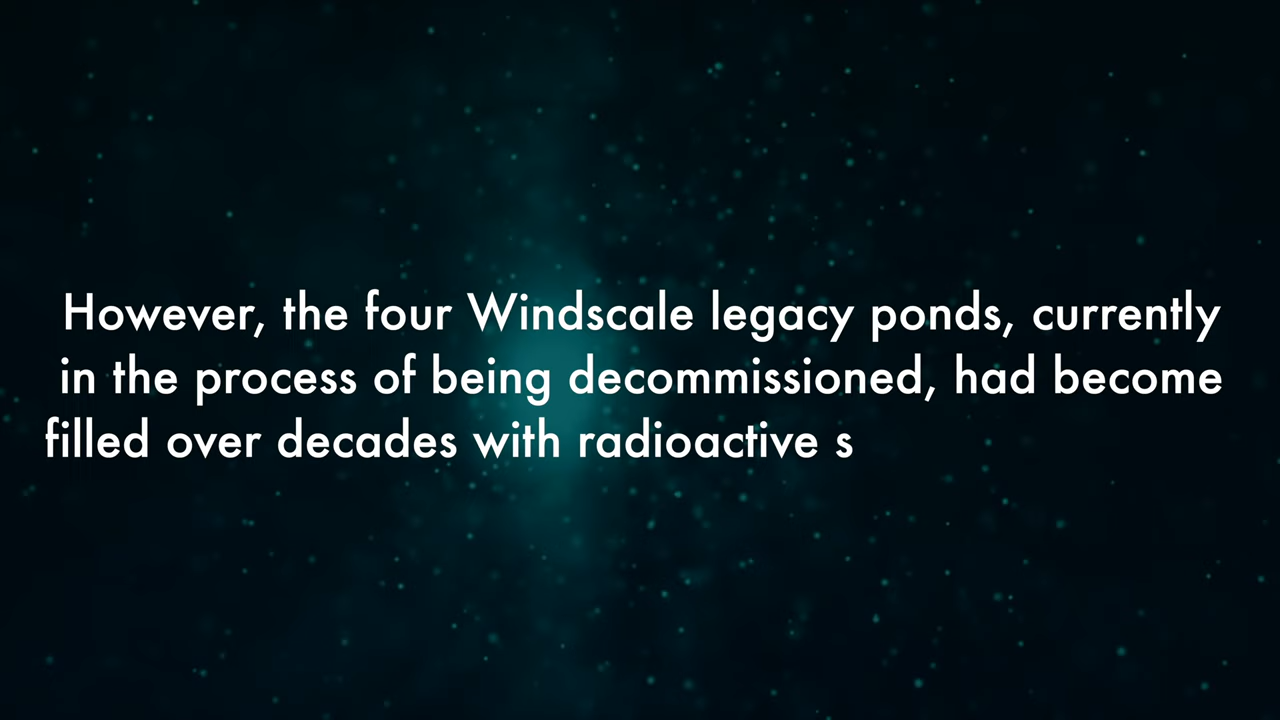 However, the four Windscale legacy ponds, currently
in the process of being decommissioned, had become
filled over decades with radioactive s